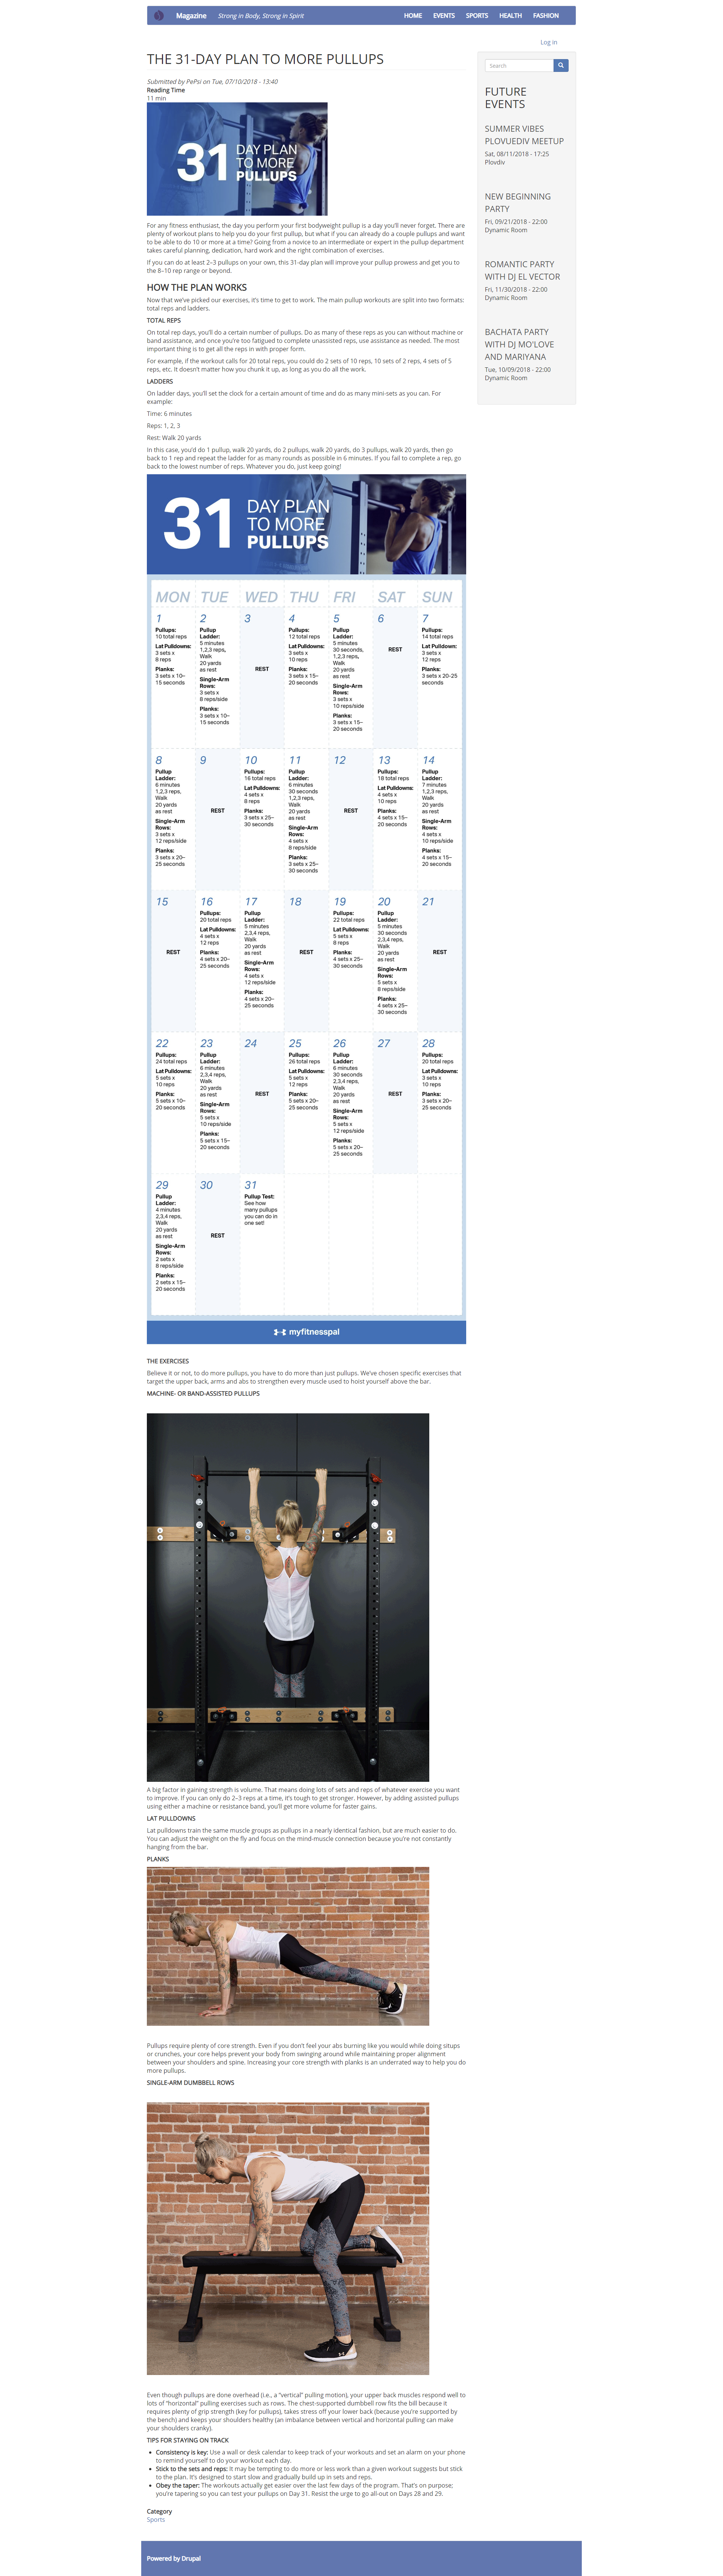 Magazine Strong in Body, Strong in Spirit HOME EVENTS SPORTS HEALTH FASHION
Log in
THE 31-DAY PLAN TO MORE PULLUPS
Submitted by PePsi on Tue, 07/10/2018 - 13:40
Reading Time
11 min
31 DAY PLAN
TO MORE
PULLUPS
For any fitness enthusiast, the day you perform your first bodyweight pullup is a day you'll never forget. There are
plenty of workout plans to help you do your first pullup, but what if you can already do a couple pullups and want
to be able to do 10 or more at a time? Going from a novice to an intermediate or expert in the pullup department
takes careful planning, dedication, hard work and the right combination of exercises.
If you can do at least 2–3 pullups on your own, this 31-day plan will improve your pullup prowess and get you to
the 8–10 rep range or beyond.
HOW THE PLAN WORKS
Now that we've picked our exercises, it's time to get to work. The main pullup workouts are split into two formats:
total reps and ladders.
TOTAL REPS
On total rep days, you'll do a certain number of pullups. Do as many of these reps as you can without machine or
band assistance, and once you're too fatigued to complete unassisted reps, use assistance as needed. The most
important thing is to get all the reps in with proper form.
For example, if the workout calls for 20 total reps, you could do 2 sets of 10 reps, 10 sets of 2 reps, 4 sets of 5
reps, etc. It doesn't matter how you chunk it up, as long as you do all the work.
LADDERS
On ladder days, you'll set the clock for a certain amount of time and do as many mini-sets as you can. For
example:
Time: 6 minutes
Reps: 1, 2, 3
Rest: Walk 20 yards
In this case, you'd do 1 pullup, walk 20 yards, do 2 pullups, walk 20 yards, do 3 pullups, walk 20 yards, then go
back to 1 rep and repeat the ladder for as many rounds as possible in 6 minutes. If you fail to complete a rep, go
back to the lowest number of reps. Whatever you do, just keep going!
31 DAY PLAN
TO MORE
PULLUPS
MON TUE WED THU FRI SAT SUN
1
Pullups:
10 total reps
Lat Pulldowns:
3 sets x
8 reps
Planks:
3 sets x 10–
15 seconds
2
Pullup
Ladder:
5 minutes
1,2,3 reps,
Walk
20 yards
as rest
Single-Arm
Rows:
3 sets x
8 reps/side
Planks:
3 sets x 10–
15 seconds
3
REST
4
Pullups:
12 total reps
Lat Pulldowns:
3 sets x
10 reps
Planks:
3 sets x 15–
20 seconds
5
Pullup
Ladder:
5 minutes
30 seconds,
1,2,3 reps,
Walk
20 yards
as rest
Single-Arm
Rows:
3 sets x
10 reps/side
Planks:
3 sets x 15–
20 seconds
6
REST
7
Pullups:
14 total reps
Lat Pulldown:
3 sets x
12 reps
Planks:
3 sets x 20-25
seconds
8
Pullup
Ladder:
6 minutes
1,2,3 reps,
Walk
20 yards
as rest
Single-Arm
Rows:
3 sets x
12 reps/side
Planks:
3 sets x 20–
25 seconds
9
REST
10
Pullups:
16 total reps
Lat Pulldowns:
4 sets x
8 reps
Planks:
3 sets x 25–
30 seconds
11
Pullup
Ladder:
6 minutes
30 seconds
1,2,3 reps,
Walk
20 yards
as rest
Single-Arm
Rows:
4 sets x
8 reps/side
Planks:
3 sets x 25–
30 seconds
12
REST
13
Pullups:
18 total reps
Lat Pulldowns:
4 sets x
10 reps
Planks:
4 sets x 15–
20 seconds
14
Pullup
Ladder:
7 minutes
1,2,3 reps,
Walk
20 yards
as rest
Single-Arm
Rows:
4 sets x
10 reps/side
Planks:
4 sets x 15–
20 seconds
15
REST
16
Pullups:
20 total reps
Lat Pulldowns:
4 sets x
12 reps
Planks:
4 sets x 20–
25 seconds
17
Pullup
Ladder:
5 minutes
2,3,4 reps,
Walk
20 yards
as rest
Single-Arm
Rows:
4 sets x
12 reps/side
Planks:
4 sets x 20–
25 seconds
18
REST
19
Pullups:
22 total reps
Lat Pulldowns:
5 sets x
8 reps
Planks:
4 sets x 25–
30 seconds
20
Pullup
Ladder:
5 minutes
30 seconds
2,3,4 reps,
Walk
20 yards
as rest
Single-Arm
Rows:
5 sets x
8 reps/side
Planks:
4 sets x 25–
30 seconds
21
REST
22
Pullups:
24 total reps
Lat Pulldowns:
5 sets x
10 reps
Planks:
5 sets x 10–
20 seconds
23
Pullup
Ladder:
6 minutes
2,3,4 reps,
Walk
20 yards
as rest
Single-Arm
Rows:
5 sets x
10 reps/side
Planks:
5 sets x 15–
20 seconds
24
REST
25
Pullups:
26 total reps
Lat Pulldowns:
5 sets x
12 reps
Planks:
5 sets x 20–
25 seconds
26
Pullup
Ladder:
6 minutes
30 seconds
2,3,4 reps,
Walk
20 yards
as rest
Single-Arm
Rows:
5 sets x
12 reps/side
Planks:
5 sets x 20–
25 seconds
27
REST
28
Pullups:
20 total reps
Lat Pulldowns:
3 sets x
10 reps
Planks:
3 sets x 20–
25 seconds
29
Pullup
Ladder:
4 minutes
2,3,4 reps,
Walk
20 yards
as rest
Single-Arm
Rows:
2 sets x
8 reps/side
Planks:
2 sets x 15–
20 seconds
30
REST
31
Pullup Test:
See how
many pullups
you can do in
one set!
myfitnesspal
THE EXERCISES
Believe it or not, to do more pullups, you have to do more than just pullups. We've chosen specific exercises that
target the upper back, arms and abs to strengthen every muscle used to hoist yourself above the bar.
MACHINE- OR BAND-ASSISTED PULLUPS
A big factor in gaining strength is volume. That means doing lots of sets and reps of whatever exercise you want
to improve. If you can only do 2–3 reps at a time, it's tough to get stronger. However, by adding assisted pullups
using either a machine or resistance band, you'll get more volume for faster gains.
LAT PULLDOWNS
Lat pulldowns train the same muscle groups as pullups in a nearly identical fashion, but are much easier to do.
You can adjust the weight on the fly and focus on the mind-muscle connection because you're not constantly
hanging from the bar.
PLANKS
Pullups require plenty of core strength. Even if you don't feel your abs burning like you would while doing situps
or crunches, your core helps prevent your body from swinging around while maintaining proper alignment
between your shoulders and spine. Increasing your core strength with planks is an underrated way to help you do
more pullups.
SINGLE-ARM DUMBBELL ROWS
Even though pullups are done overhead (i.e., a "vertical" pulling motion), your upper back muscles respond well to
lots of "horizontal" pulling exercises such as rows. The chest-supported dumbbell row fits the bill because it
requires plenty of grip strength (key for pullups), takes stress off your lower back (because you're supported by
the bench) and keeps your shoulders healthy (an imbalance between vertical and horizontal pulling can make
your shoulders cranky).
TIPS FOR STAYING ON TRACK
• Consistency is key: Use a wall or desk calendar to keep track of your workouts and set an alarm on your phone
to remind yourself to do your workout each day.
• Stick to the sets and reps: It may be tempting to do more or less work than a given workout suggests but stick
to the plan. It's designed to start slow and gradually build up in sets and reps.
• Obey the taper: The workouts actually get easier over the last few days of the program. That's on purpose;
you're tapering so you can test your pullups on Day 31. Resist the urge to go all-out on Days 28 and 29.
Category
Sports
Search
FUTURE
EVENTS
SUMMER VIBES
PLOVUEDIV MEETUP
Sat, 08/11/2018 - 17:25
Plovdiv
NEW BEGINNING
PARTY
Fri, 09/21/2018 - 22:00
Dynamic Room
ROMANTIC PARTY
WITH DJ EL VECTOR
Fri, 11/30/2018 - 22:00
Dynamic Room
BACHATA PARTY
WITH DJ MO'LOVE
AND MARIYANA
Tue, 10/09/2018 - 22:00
Dynamic Room
Powered by Drupal